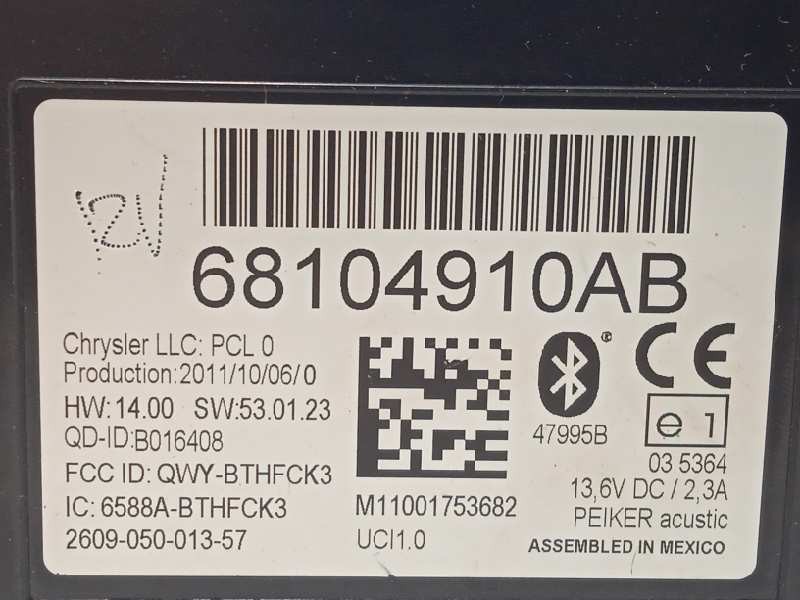 68104910AB
Chrysler LLC: PCL 0
Production:2011/10/06/0
HW:14.00 SW:53.01.23
QD-ID:B016408
FCC ID: QWY-BTHFCK3
IC: 6588A-BTHFCK3
2609-050-013-57
M11001753682
UCI1.0
®
47995B
CE
e1
03 5364
13,6V DC / 2,3A
PEIKER acustic
ASSEMBLED IN MEXICO